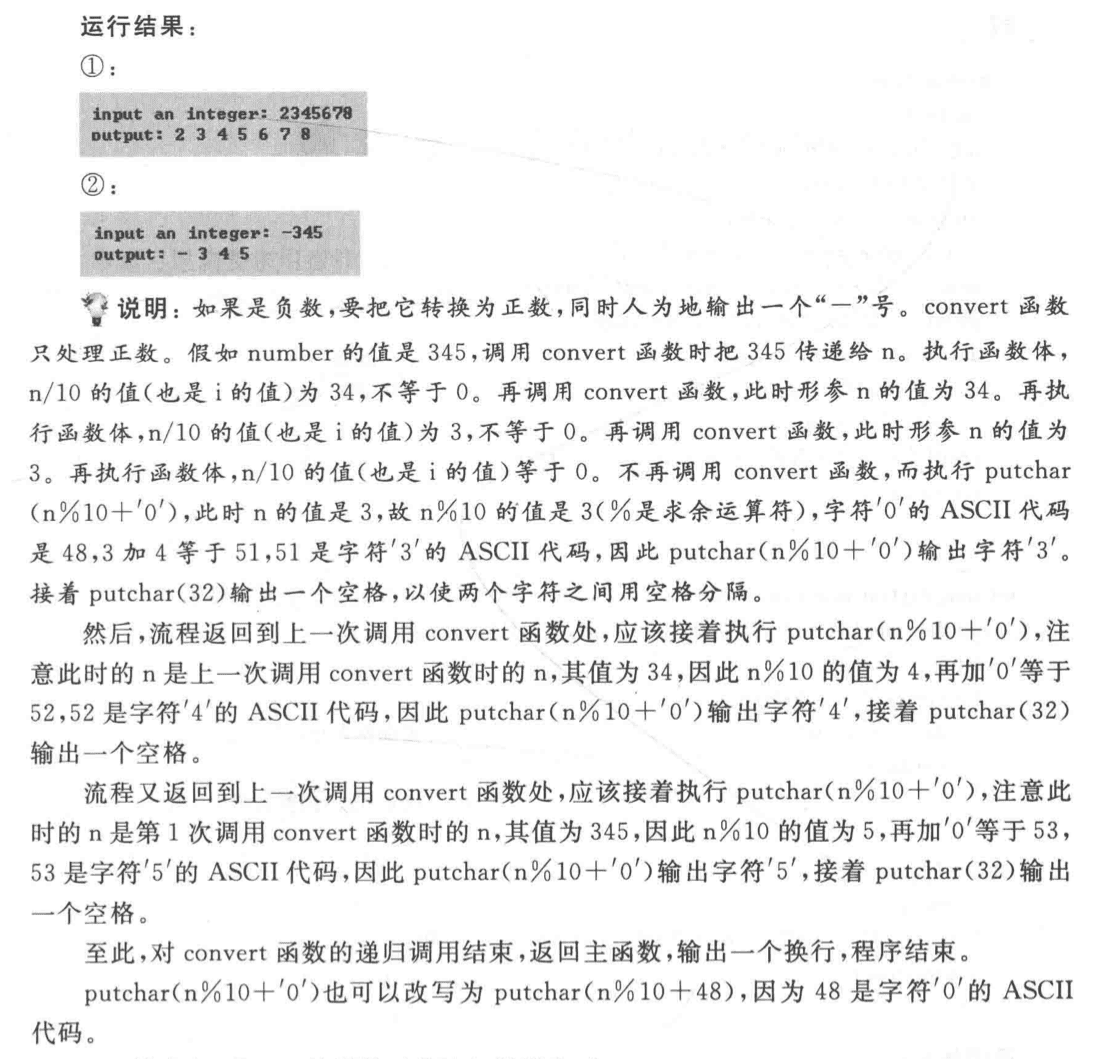 运行结果：
①：
input an integer: 2345678
output: 2 3 4 5 6 7 8
②：
input an integer: -345
output: - 3 4 5
说明：如果是负数,要把它转换为正数,同时人为地输出一个“－”号。convert 函数
只处理正数。假如 number 的值是 345,调用 convert 函数时把 345 传递给 n。执行函数体,
n/10 的值(也是 i 的值)为 34,不等于 0。再调用 convert 函数,此时形参 n 的值为 34。再执
行函数体,n/10 的值(也是 i 的值)为 3,不等于 0。再调用 convert 函数,此时形参 n 的值为
3。再执行函数体,n/10 的值(也是 i 的值)等于 0。不再调用 convert 函数,而执行 putchar
(n%10+'0'),此时 n 的值是 3,故 n%10 的值是 3(%是求余运算符),字符'0'的 ASCII 代码
是 48,3 加 4 等于 51,51 是字符'3'的 ASCII 代码,因此 putchar(n%10+'0')输出字符'3'。
接着 putchar(32)输出一个空格,以使两个字符之间用空格分隔。
然后,流程返回到上一次调用 convert 函数处,应该接着执行 putchar(n%10+'0'),注
意此时的 n 是上一次调用 convert 函数时的 n,其值为 34,因此 n%10 的值为 4,再加'0'等于
52,52 是字符'4'的 ASCII 代码,因此 putchar(n%10+'0')输出字符'4',接着 putchar(32)
输出一个空格。
流程又返回到上一次调用 convert 函数处,应该接着执行 putchar(n%10+'0'),注意此
时的 n 是第 1 次调用 convert 函数时的 n,其值为 345,因此 n%10 的值为 5,再加'0'等于 53,
53 是字符'5'的 ASCII 代码,因此 putchar(n%10+'0')输出字符'5',接着 putchar(32)输出
一个空格。
至此,对 convert 函数的递归调用结束,返回主函数,输出一个换行,程序结束。
putchar(n%10+'0')也可以改写为 putchar(n%10+48),因为 48 是字符'0'的 ASCII
代码。